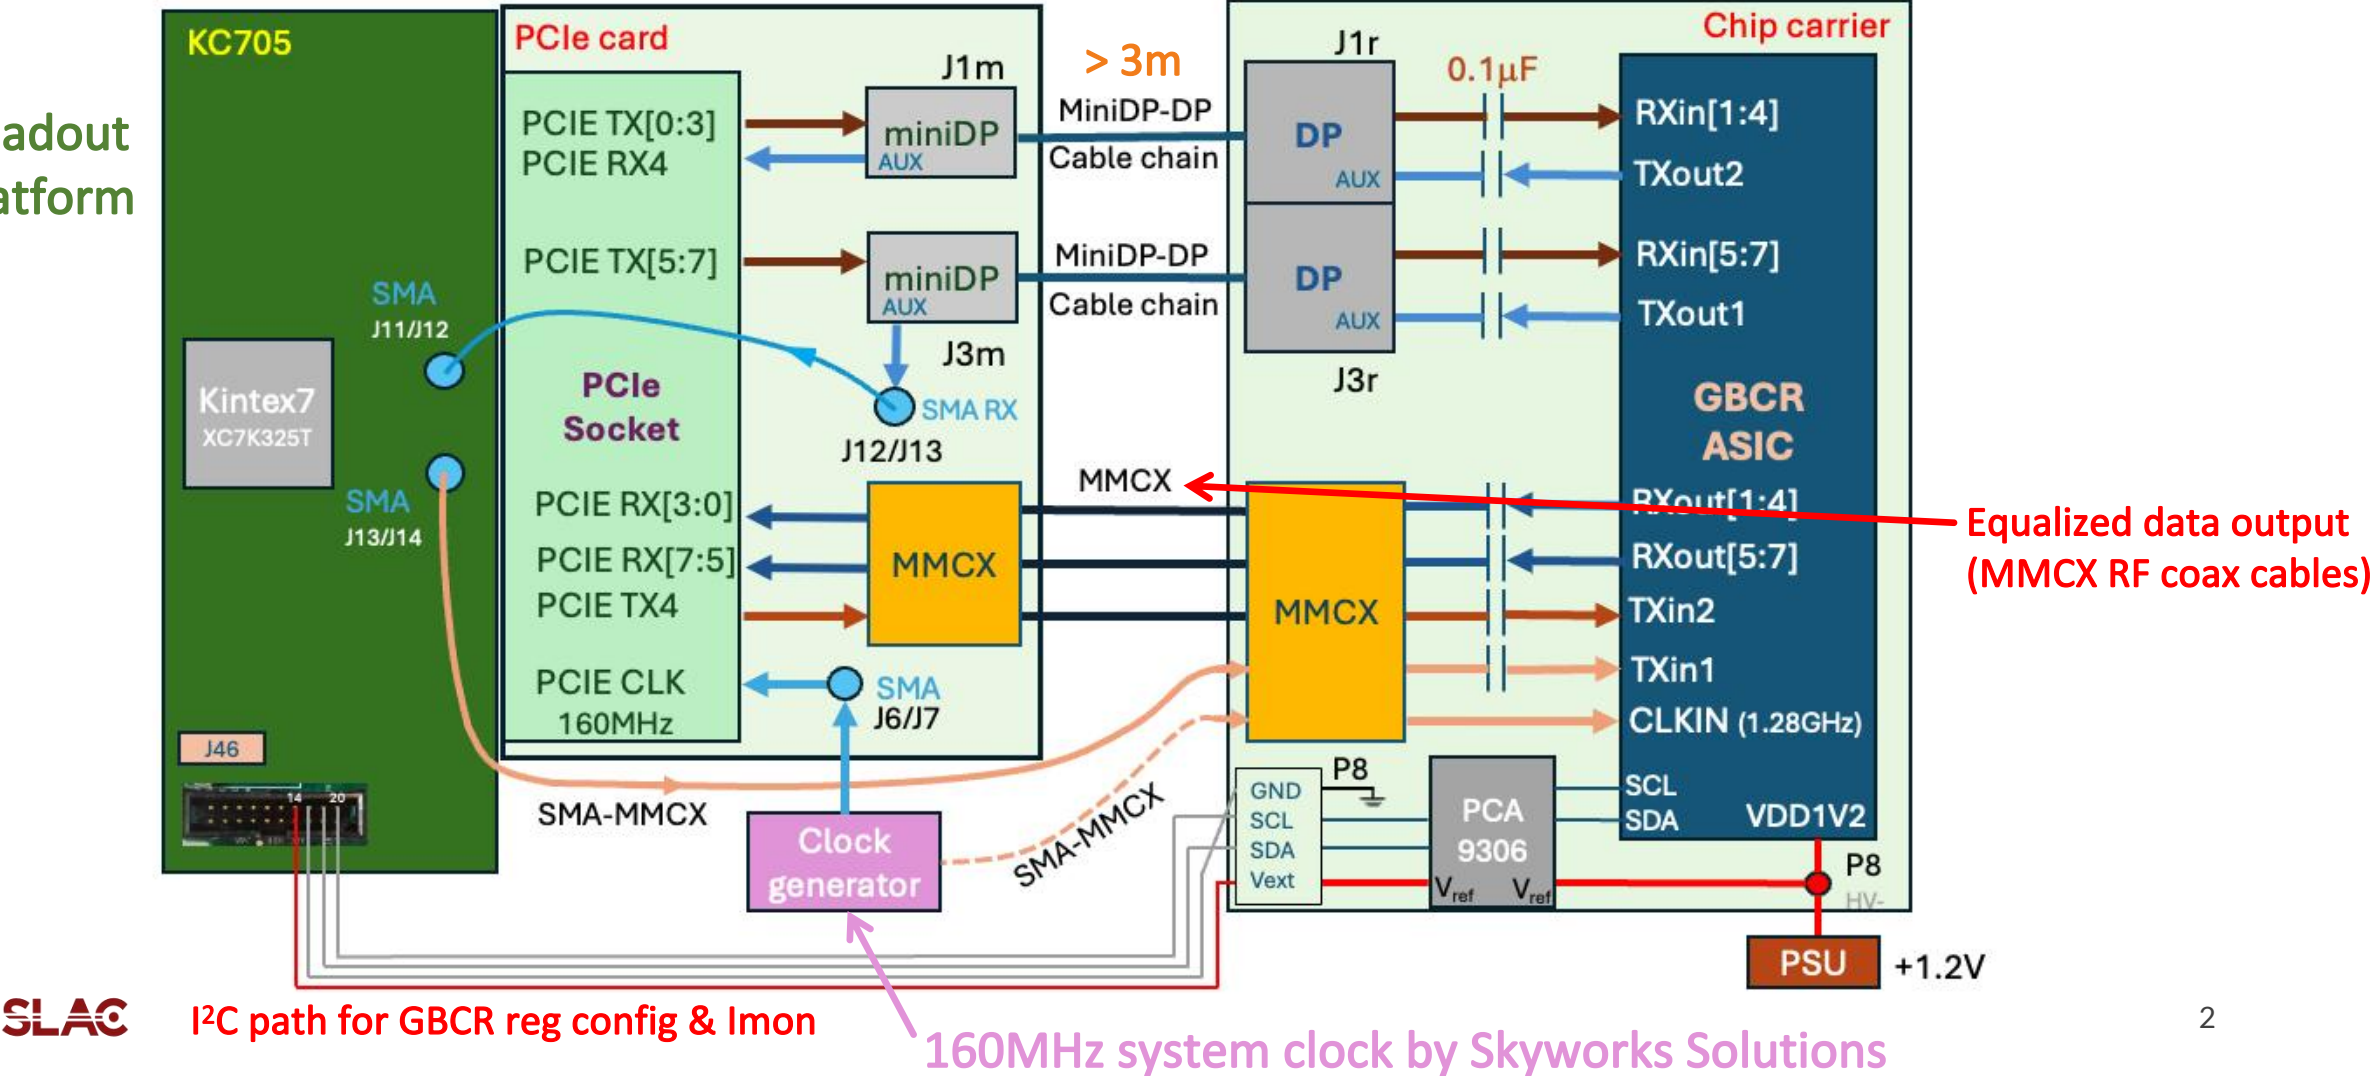 adout
atform
KC705
SMA
J11/J12
Kintex7
XC7K325T
SMA
J13/J14
J46
14
20
PCIe card
PCIE TX[0:3]
PCIE RX4
PCIE TX[5:7]
PCIe
Socket
PCIE RX[3:0]
PCIE RX[7:5]
PCIE TX4
PCIE CLK
160MHz
J1m
miniDP
AUX
miniDP
AUX
J3m
SMA RX
J12/J13
MMCX
SMA
J6/J7
SMA-MMCX
Clock
generator
SMA-MMCX
> 3m
MiniDP-DP
Cable chain
MiniDP-DP
Cable chain
MMCX
Chip carrier
J1r
DP
AUX
DP
AUX
J3r
0.1µF
MMCX
RXin[1:4]
TXout2
RXin[5:7]
TXout1
GBCR
ASIC
RXout[1:4]
RXout[5:7]
TXin2
TXin1
CLKIN (1.28GHz)
SCL
SDA
VDD1V2
P8
GND
SCL
SDA
Vext
PCA
9306
Vref
Vref
P8
HV-
PSU
+1.2V
Equalized data output
(MMCX RF coax cables)
SLAC
I²C path for GBCR reg config & Imon
160MHz system clock by Skyworks Solutions
2